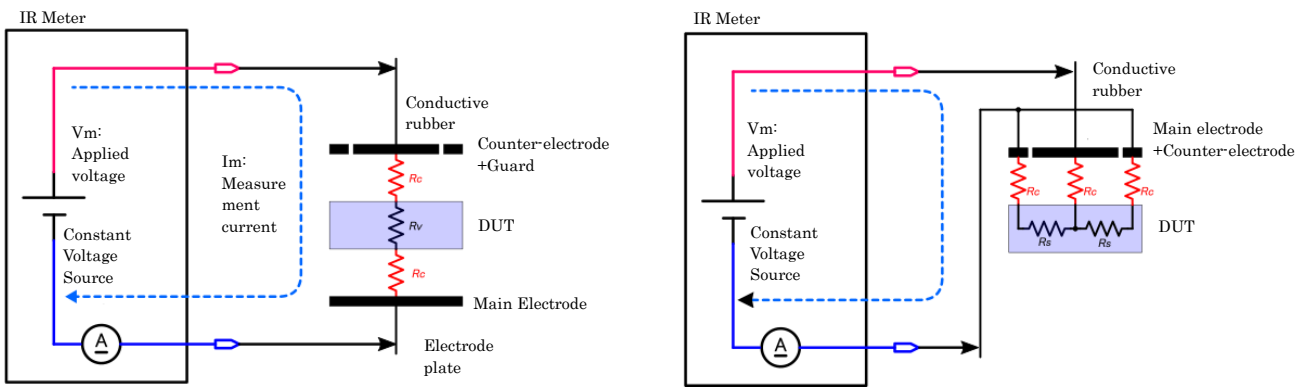 IR Meter
Conductive
rubber
Vm:
Applied
voltage
Im:
Measure
ment
current
Counter-electrode
+Guard
Rc
DUT
Rv
Constant
Voltage
Source
Rc
Main Electrode
A
Electrode
plate
IR Meter
Conductive
rubber
Vm:
Applied
voltage
Main electrode
+Counter-electrode
Rc
Rc
Rc
DUT
Rs
Rs
Constant
Voltage
Source
A